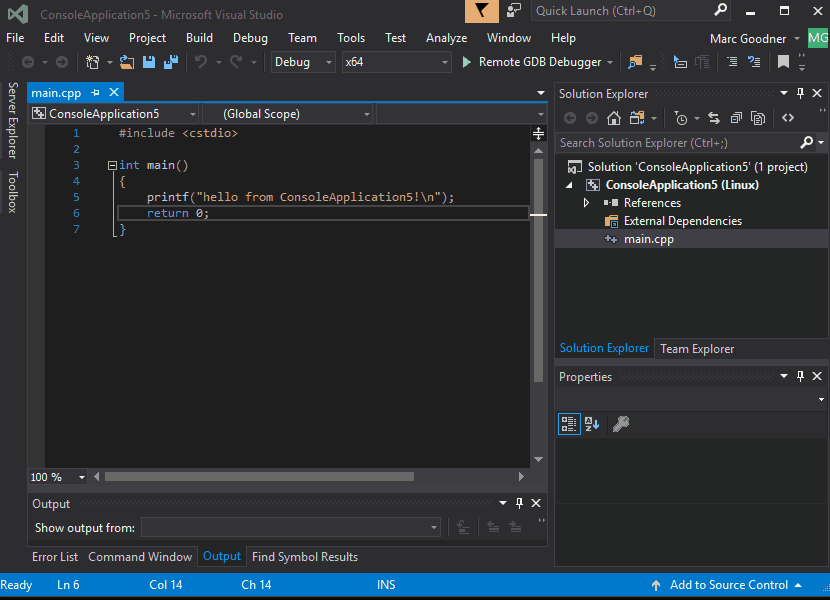 ConsoleApplication5 - Microsoft Visual Studio
Quick Launch (Ctrl+Q)
File Edit View Project Build Debug Team Tools Test Analyze Window Help
Marc Goodner MG
Debug x64 Remote GDB Debugger
Server Explorer
Toolbox
main.cpp
ConsoleApplication5 (Global Scope)
1 #include <cstdio>
2
3 int main()
4 {
5 printf("hello from ConsoleApplication5!\n");
6 return 0;
7 }
100 %
Output
Show output from:
Error List Command Window Output Find Symbol Results
Solution Explorer
Search Solution Explorer (Ctrl+;)
Solution 'ConsoleApplication5' (1 project)
ConsoleApplication5 (Linux)
References
External Dependencies
main.cpp
Solution Explorer Team Explorer
Properties
Ready Ln 6 Col 14 Ch 14 INS Add to Source Control